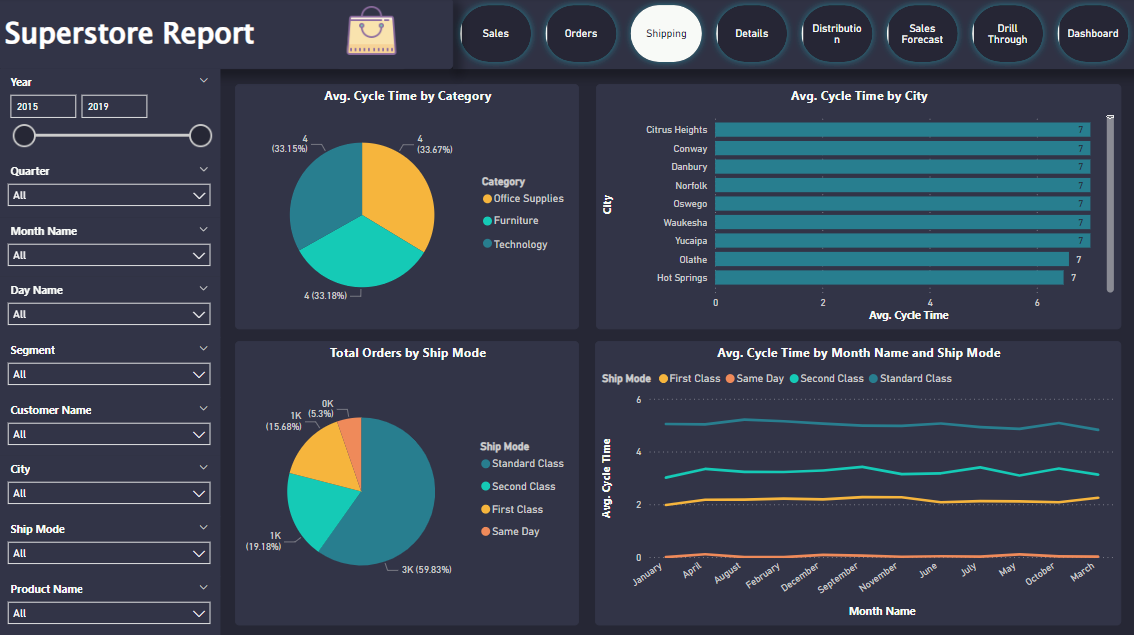 Superstore Report
Sales
Orders
Shipping
Details
Distributio
n
Sales
Forecast
Drill
Through
Dashboard
Year
2015
2019
Quarter
All
Month Name
All
Day Name
All
Segment
All
Customer Name
All
City
All
Ship Mode
All
Product Name
All
Avg. Cycle Time by Category
4
(33.15%)
4
(33.67%)
4 (33.18%)
Category
Office Supplies
Furniture
Technology
Avg. Cycle Time by City
City
Citrus Heights 7
Conway 7
Danbury 7
Norfolk 7
Oswego 7
Waukesha 7
Yucaipa 7
Olathe 7
Hot Springs 7
0 2 4 6
Avg. Cycle Time
Total Orders by Ship Mode
0K
(5.3%)
1K
(15.68%)
1K
(19.18%)
3K (59.83%)
Ship Mode
Standard Class
Second Class
First Class
Same Day
Avg. Cycle Time by Month Name and Ship Mode
Ship Mode First Class Same Day Second Class Standard Class
Avg. Cycle Time
6
4
2
0
January April August February December September November June July May October March
Month Name